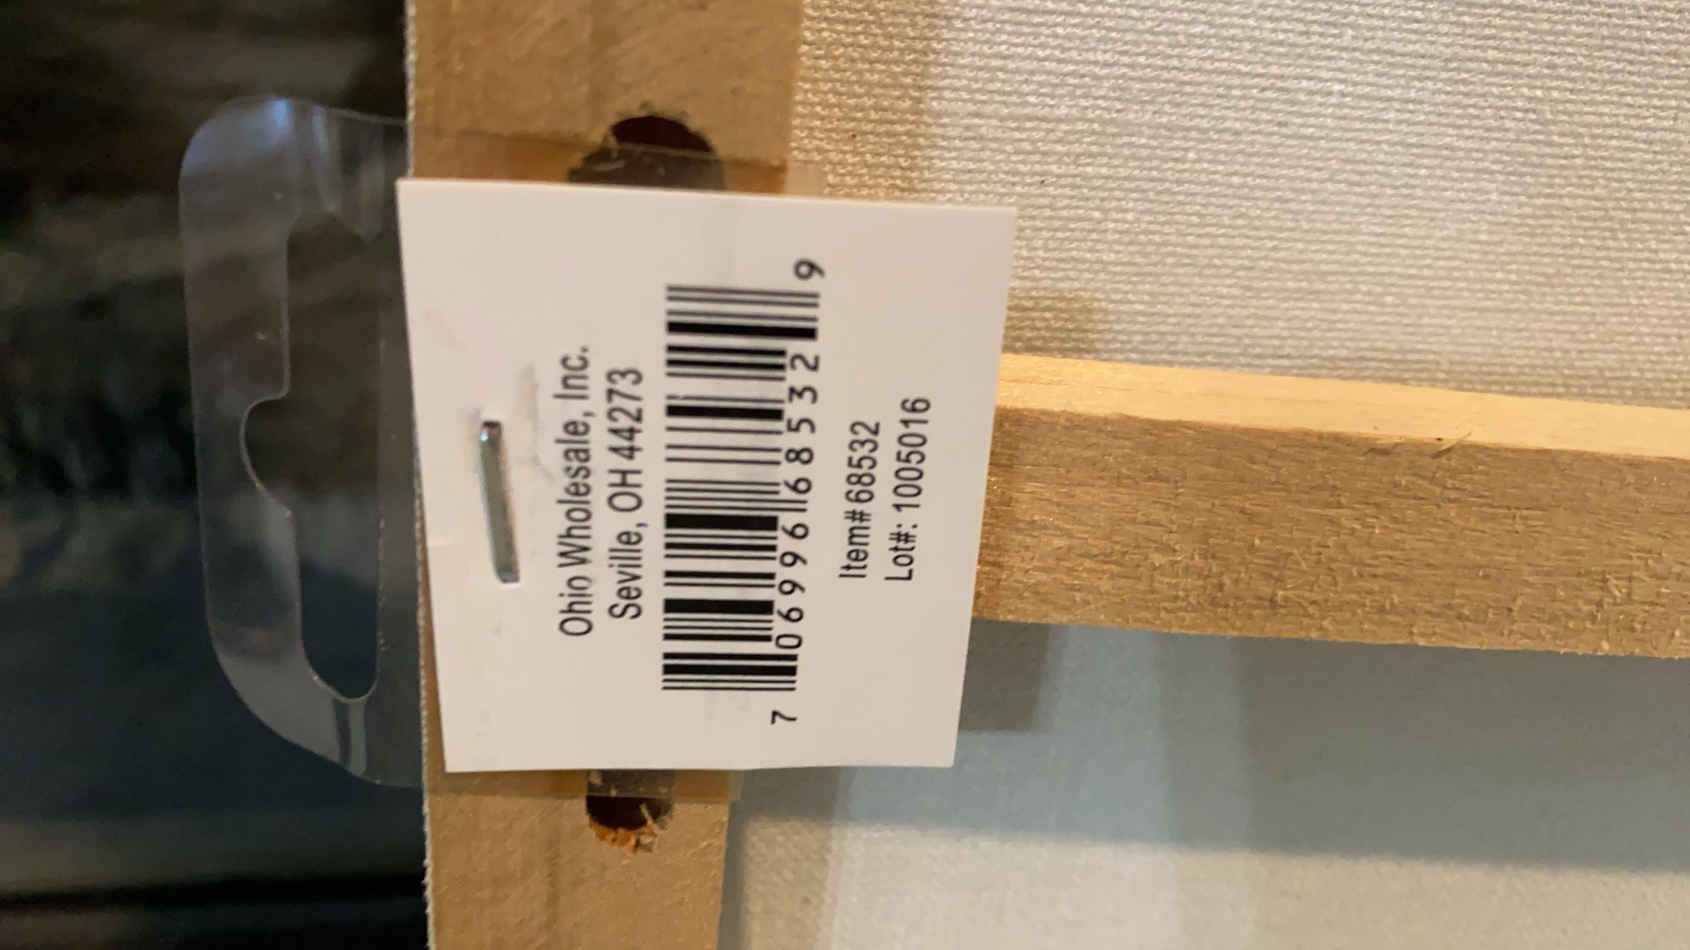 Ohio Wholesale, Inc.
Seville, OH 44273
7 06996 68532 9
Item# 68532
Lot#: 1005016